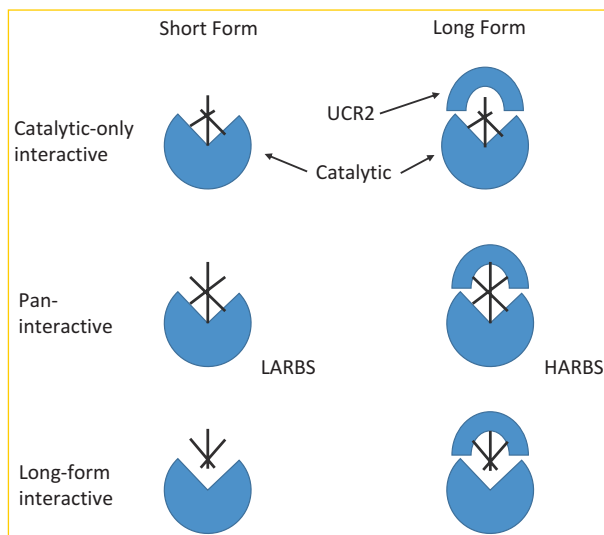 Short Form
Long Form
UCR2
Catalytic-only
interactive
Catalytic
Pan-
interactive
LARBS
HARBS
Long-form
interactive